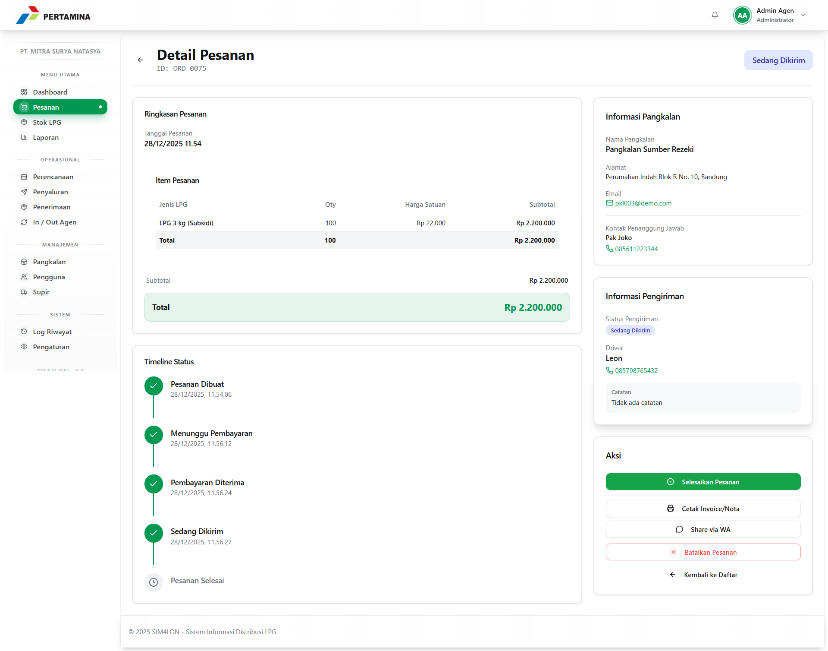 PERTAMINA
AA
Admin Agen
Administrator
PT. MITRA SURYA NATASYA
MENU UTAMA
Dashboard
Pesanan
Stok LPG
Laporan
OPERASIONAL
Perencanaan
Penyaluran
Penerimaan
In / Out Agen
MANAJEMEN
Pangkalan
Pengguna
Supir
SISTEM
Log Riwayat
Pengaturan
Detail Pesanan
ID: ORD-0075
Sedang Dikirim
Ringkasan Pesanan
Tanggal Pesanan
28/12/2025 11.54
Item Pesanan
Jenis LPG Qty Harga Satuan Subtotal
LPG 3 kg (Subsidi) 100 Rp 22.000 Rp 2.200.000
Total 100 Rp 2.200.000
Subtotal Rp 2.200.000
Total Rp 2.200.000
Timeline Status
Pesanan Dibuat
28/12/2025, 11.54.06
Menunggu Pembayaran
28/12/2025, 11.56.12
Pembayaran Diterima
28/12/2025, 11.56.24
Sedang Dikirim
28/12/2025, 11.56.27
Pesanan Selesai
Informasi Pangkalan
Nama Pangkalan
Pangkalan Sumber Rezeki
Alamat
Perumahan Indah Blok R No. 10, Bandung
Email
pkl003@demo.com
Kontak Penanggung Jawab
Pak Joko
085611223344
Informasi Pengiriman
Status Pengiriman
Sedang Dikirim
Driver
Leon
085798765432
Catatan
Tidak ada catatan
Aksi
Selesaikan Pesanan
Cetak Invoice/Nota
Share via WA
Batalkan Pesanan
Kembali ke Daftar
© 2025 SIM4LON - Sistem Informasi Distribusi LPG